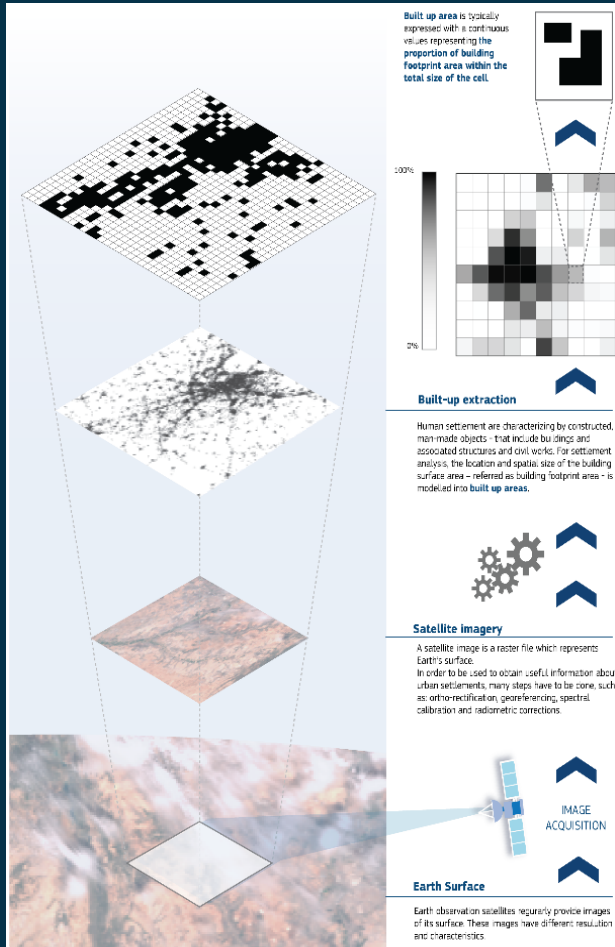 Built up area is typically
expressed with a continuous
values representing the
proportion of building
footprint area within the
total size of the cell.
100%
0%
Built-up extraction
Human settlement are characterizing by constructed,
man-made objects - that include buildings and
associated structures and civil works. For settlement
analysis, the location and spatial size of the building
surface area – referred as building footprint area - is
modelled into built up areas.
Satellite imagery
A satellite image is a raster file which represents
Earth's surface.
In order to be used to obtain useful information about
urban settlements, many steps have to be done, such
as: ortho-rectification, georeferencing, spectral
calibration and radiometric corrections.
IMAGE
ACQUISITION
Earth Surface
Earth observation satellites regurarly provide images
of its surface. These images have different resulution
and characteristics.